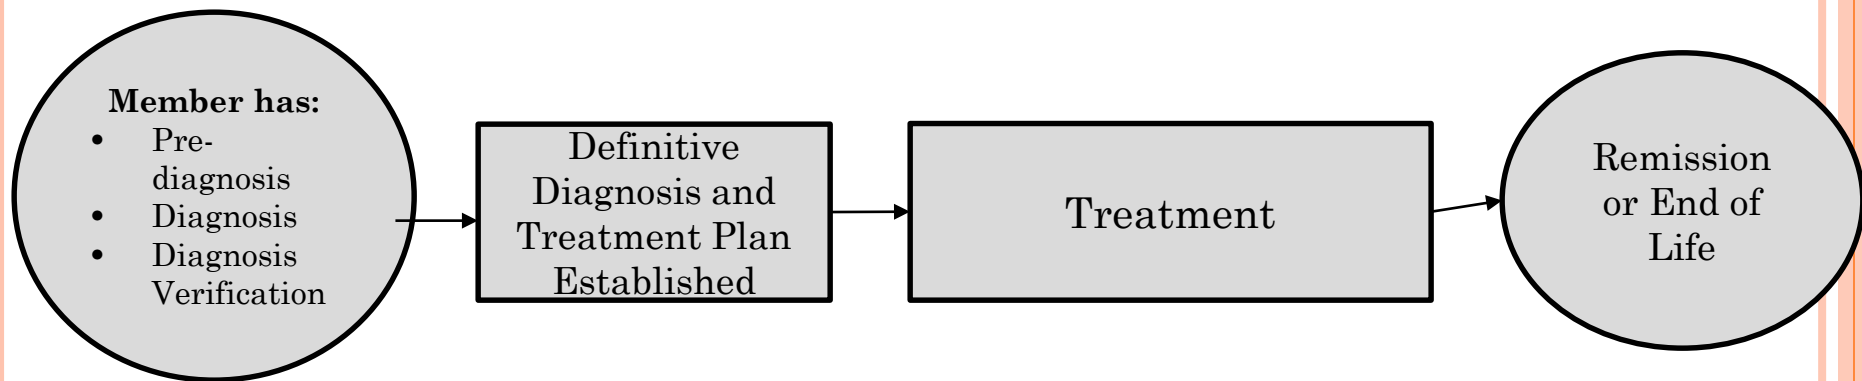 Member has:
• Pre-
diagnosis
• Diagnosis
• Diagnosis
Verification
Definitive
Diagnosis and
Treatment Plan
Established
Treatment
Remission
or End of
Life